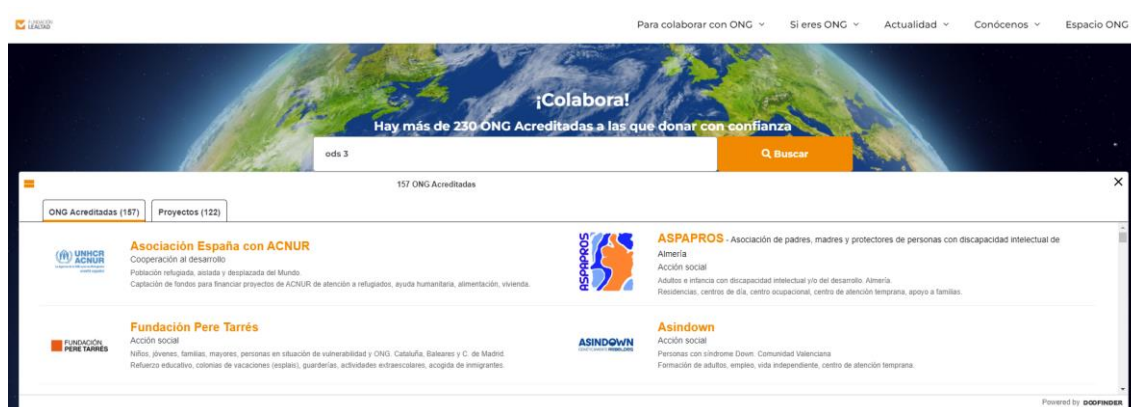 FUNDACIÓN
LEALTAD
Para colaborar con ONG
Si eres ONG
Actualidad
Conócenos
Espacio ONG
¡Colabora!
Hay más de 230 ONG Acreditadas a las que donar con confianza
ods 3
Buscar
157 ONG Acreditadas
ONG Acreditadas (157)
Proyectos (122)
UNHCR
ACNUR
Asociación España con ACNUR
Cooperación al desarrollo
Población refugiada, aislada y desplazada del Mundo.
Captación de fondos para financiar proyectos de ACNUR de atención a refugiados, ayuda humanitaria, alimentación, vivienda.
ASPAPROS
ASPAPROS - Asociación de padres, madres y protectores de personas con discapacidad intelectual de
Almería
Acción social
Adultos e infancia con discapacidad intelectual y/o del desarrollo. Almería.
Residencias, centros de día, centro ocupacional, centro de atención temprana, apoyo a familias.
FUNDACIÓN
PERE TARRÉS
Fundación Pere Tarrés
Acción social
Niños, jóvenes, familias, mayores, personas en situación de vulnerabilidad y ONG. Cataluña, Baleares y C. de Madrid.
Refuerzo educativo, colonias de vacaciones (esplais), guarderías, actividades extraescolares, acogida de inmigrantes.
ASINDOWN
Asindown
Acción social
Personas con síndrome Down. Comunidad Valenciana
Formación de adultos, empleo, vida independiente, centro de atención temprana.
Powered by DOOFINDER